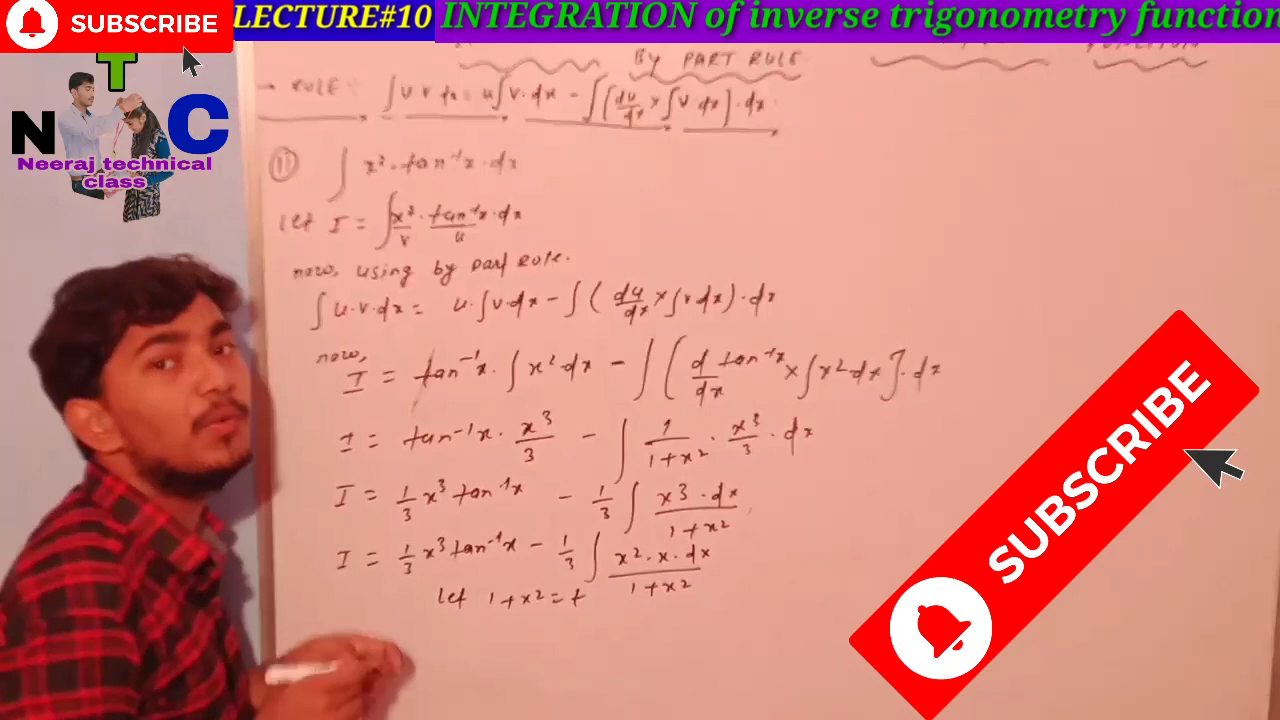 SUBSCRIBE
LECTURE#10 INTEGRATION of inverse trigonometry function
T
N C
Neeraj technical
class
BY PART RULE
→ RULE: ∫u v dx = u∫v·dx − ∫[du/dx × ∫v·dx]·dx
11) ∫ x²·tan⁻¹x·dx
Let I = ∫x²·tan⁻¹x·dx
v u
now, using by part rule.
∫u·v·dx = u·∫v·dx − ∫(du/dx × ∫v dx)·dx
now,
I = tan⁻¹x·∫x²·dx − ∫[d/dx tan⁻¹x × ∫x² dx]·dx
I = tan⁻¹x·x³/3 − ∫ 1/1+x² · x³/3 · dx
I = 1/3 x³ tan⁻¹x − 1/3 ∫ x³·dx/1+x²
I = 1/3 x³ tan⁻¹x − 1/3 ∫ x²·x·dx/1+x²
let 1+x² = t
SUBSCRIBE